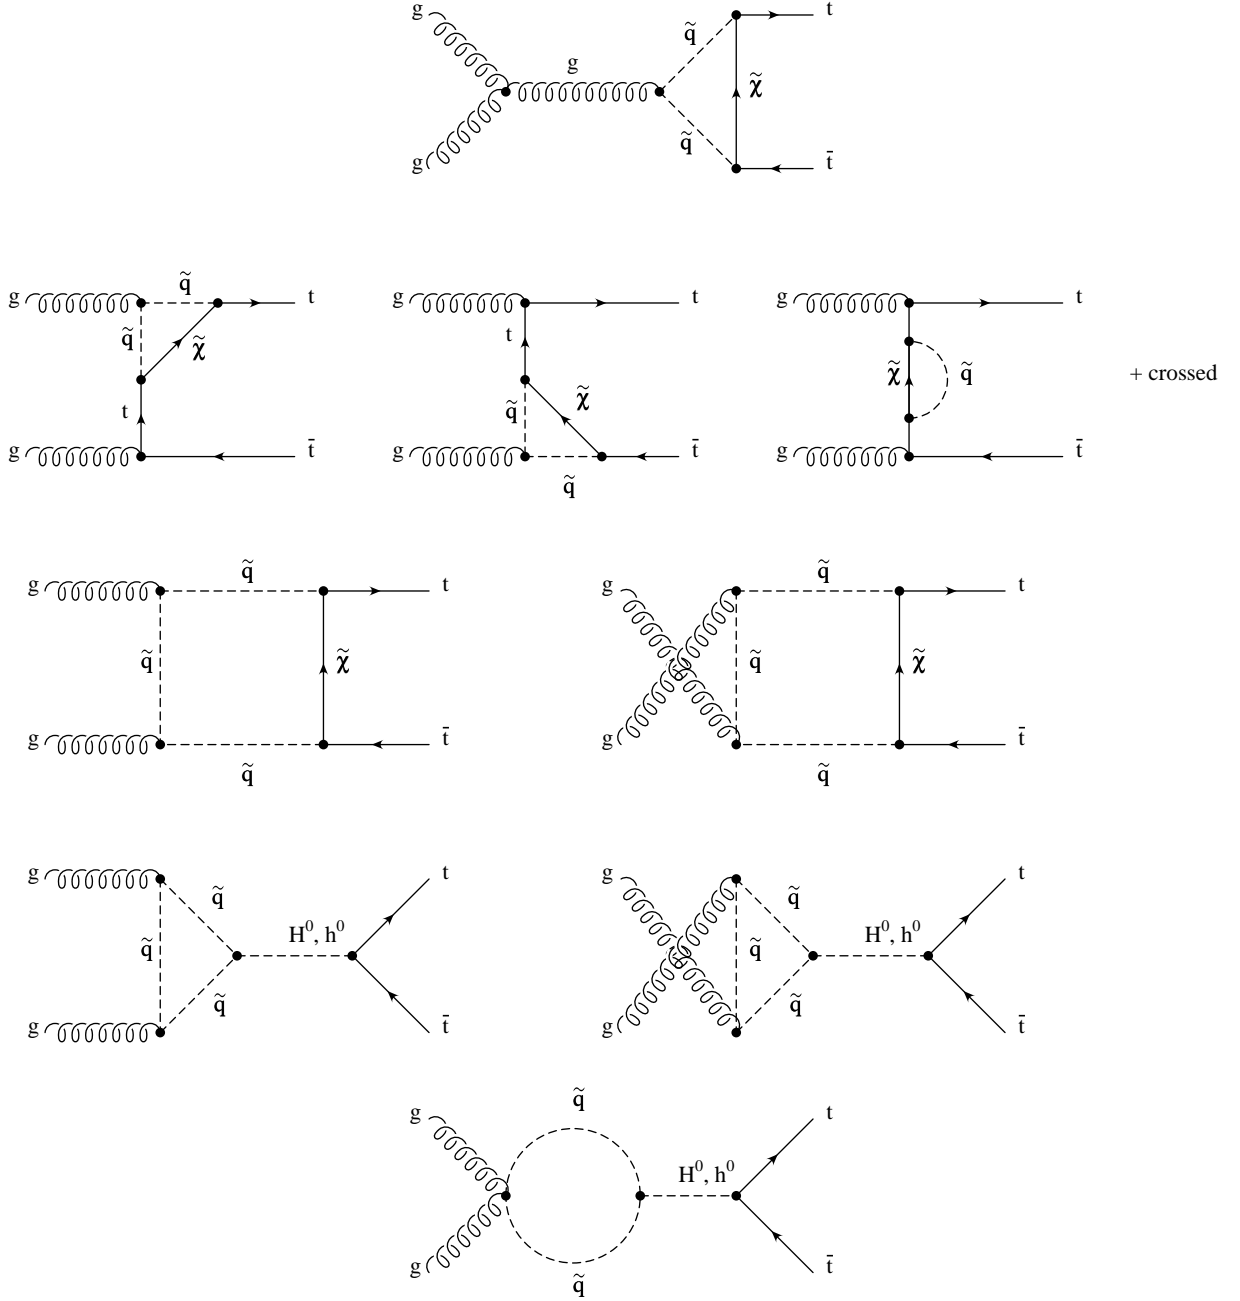 g t
q̃
g
χ̃
q̃
g t̄
q̃
g t g t g t
q̃ χ̃ t χ̃ q̃ + crossed
t q̃ χ̃
g t̄ g t̄ g t̄
q̃
q̃ q̃
g t g t
q̃ χ̃ q̃ χ̃
g t̄ g t̄
q̃ q̃
g t g t
q̃ q̃
q̃ H⁰, h⁰ q̃ H⁰, h⁰
q̃ q̃
g t̄ g t̄
q̃
g t
H⁰, h⁰
g t̄
q̃